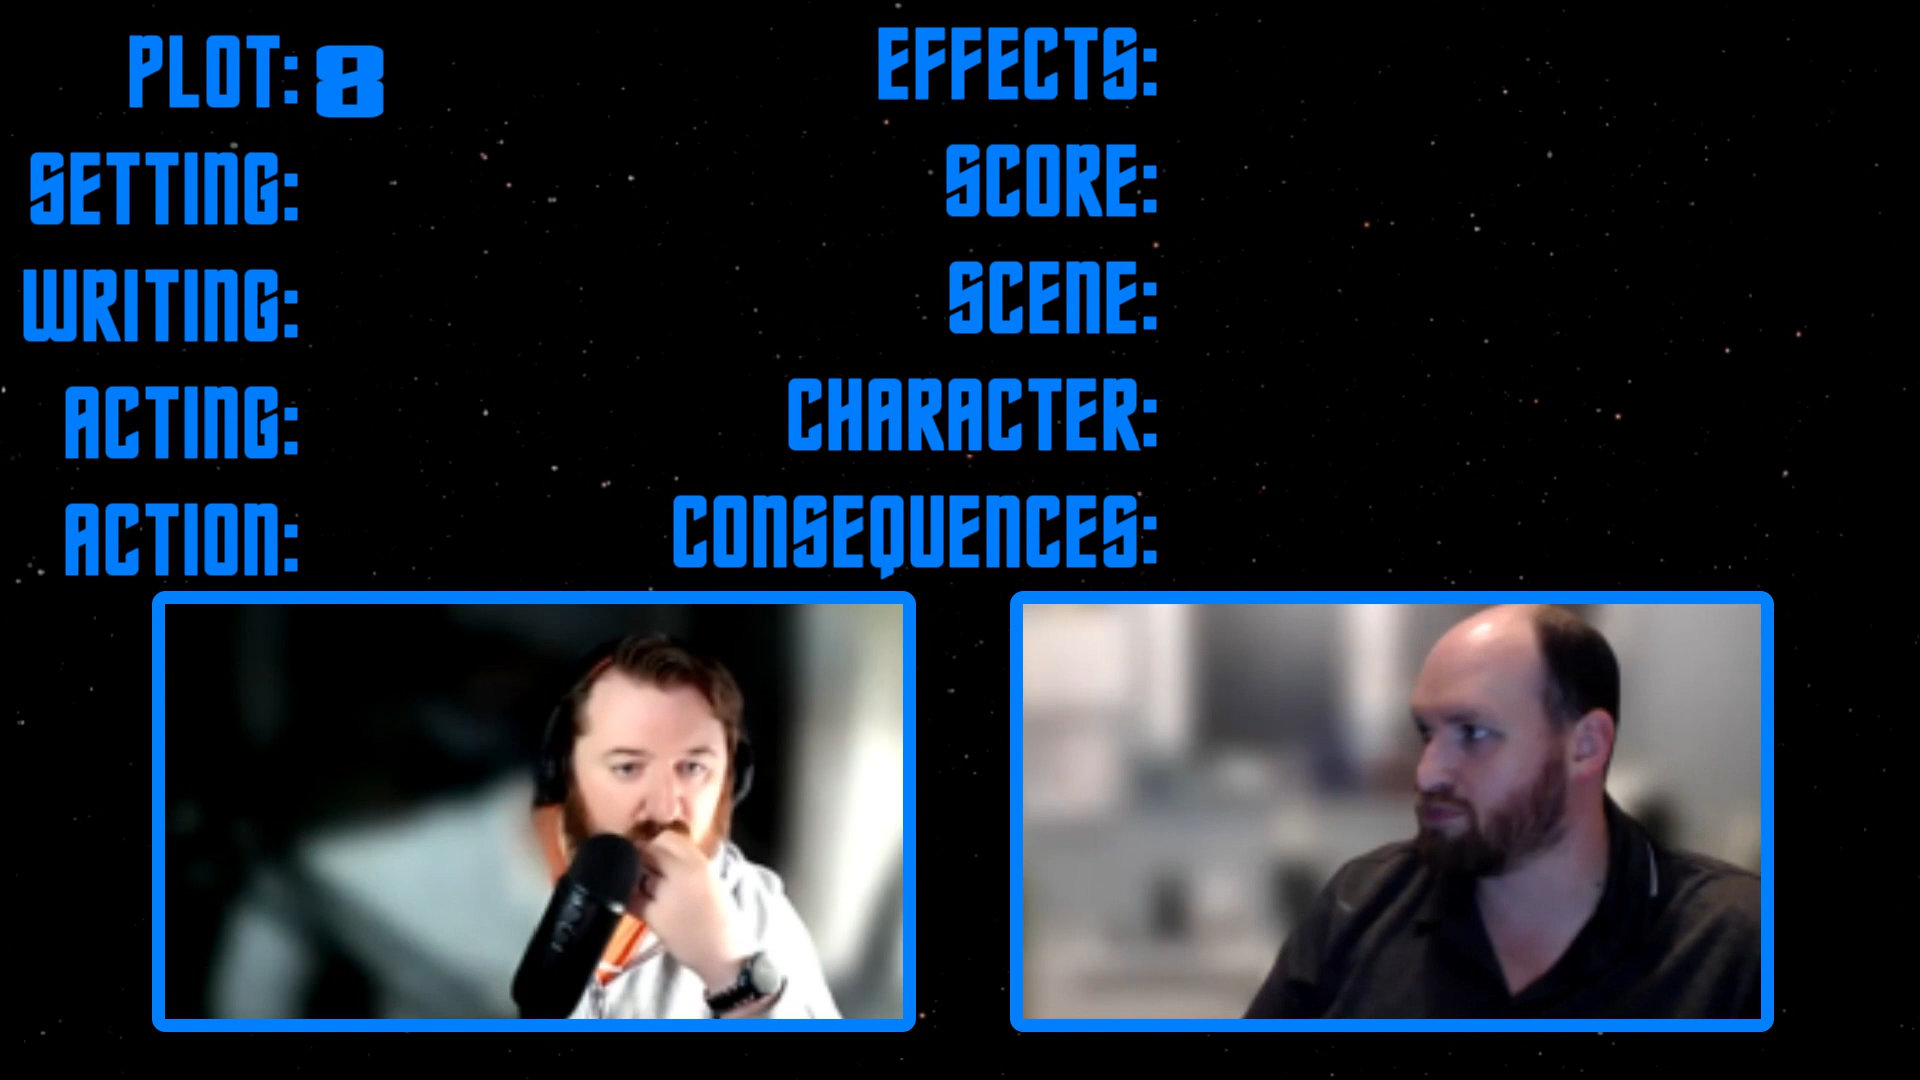 PLOT: 8
SETTING:
WRITING:
ACTING:
ACTION:
EFFECTS:
SCORE:
SCENE:
CHARACTER:
CONSEQUENCES: